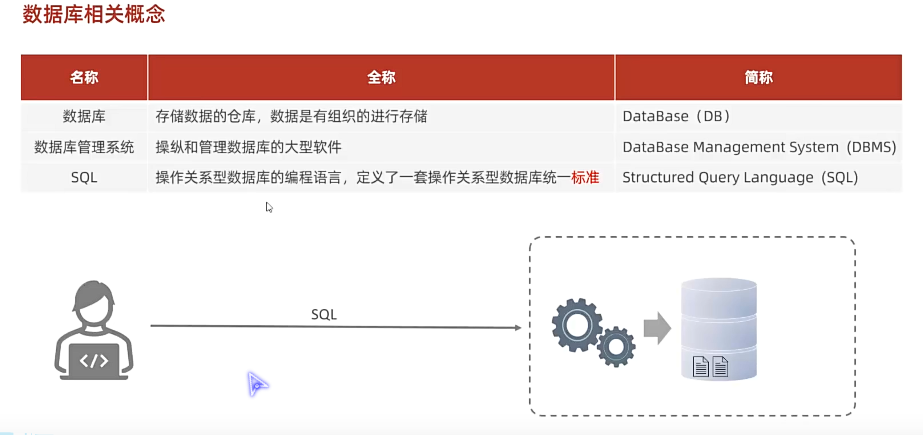 数据库相关概念
名称 全称 简称
数据库 存储数据的仓库，数据是有组织的进行存储 DataBase（DB）
数据库管理系统 操纵和管理数据库的大型软件 DataBase Management System (DBMS)
SQL 操作关系型数据库的编程语言，定义了一套操作关系型数据库统一标准 Structured Query Language (SQL)
SQL
</>